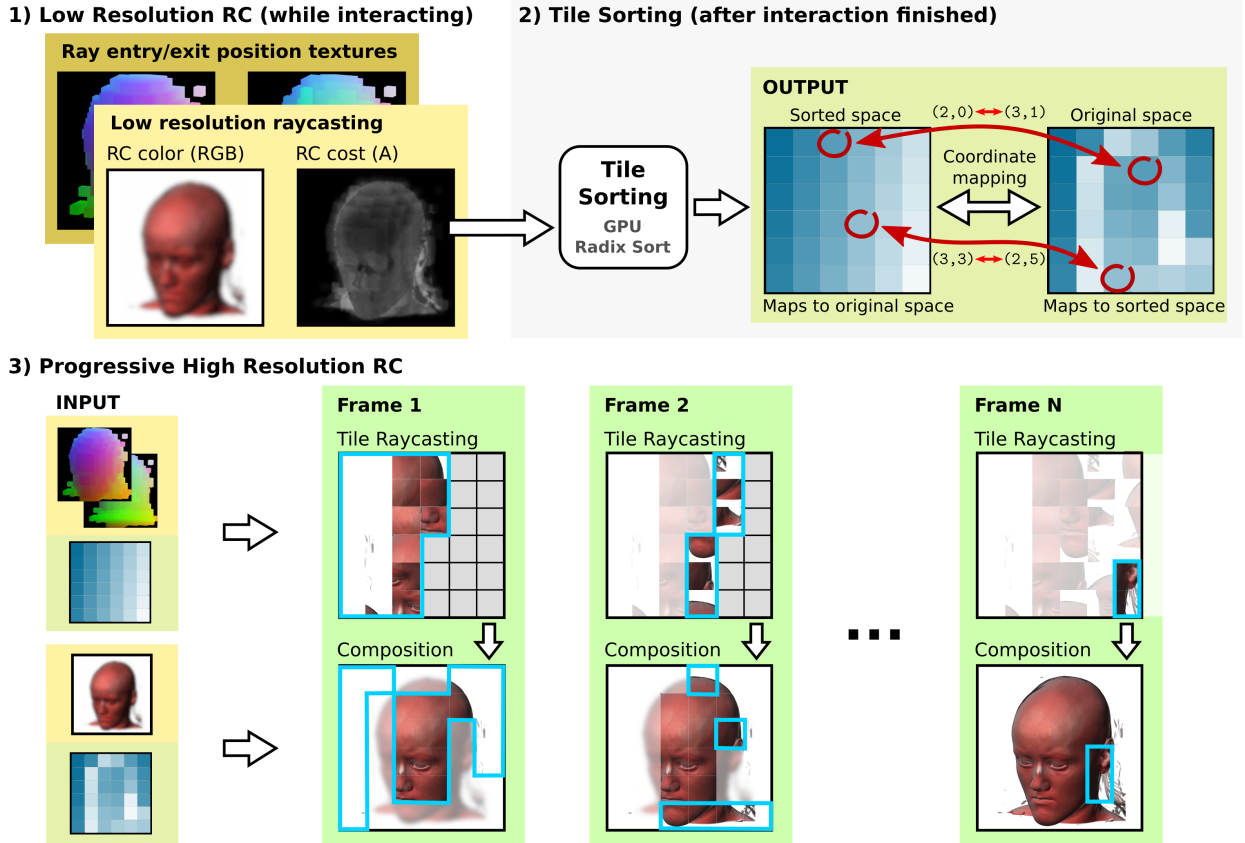 1) Low Resolution RC (while interacting)
Ray entry/exit position textures
Low resolution raycasting
RC color (RGB)
RC cost (A)
2) Tile Sorting (after interaction finished)
Tile
Sorting
GPU
Radix Sort
OUTPUT
Sorted space
(2,0) (3,1)
Original space
Coordinate
mapping
(3,3) (2,5)
Maps to original space
Maps to sorted space
3) Progressive High Resolution RC
INPUT
Frame 1
Tile Raycasting
Composition
Frame 2
Tile Raycasting
Composition
...
Frame N
Tile Raycasting
Composition